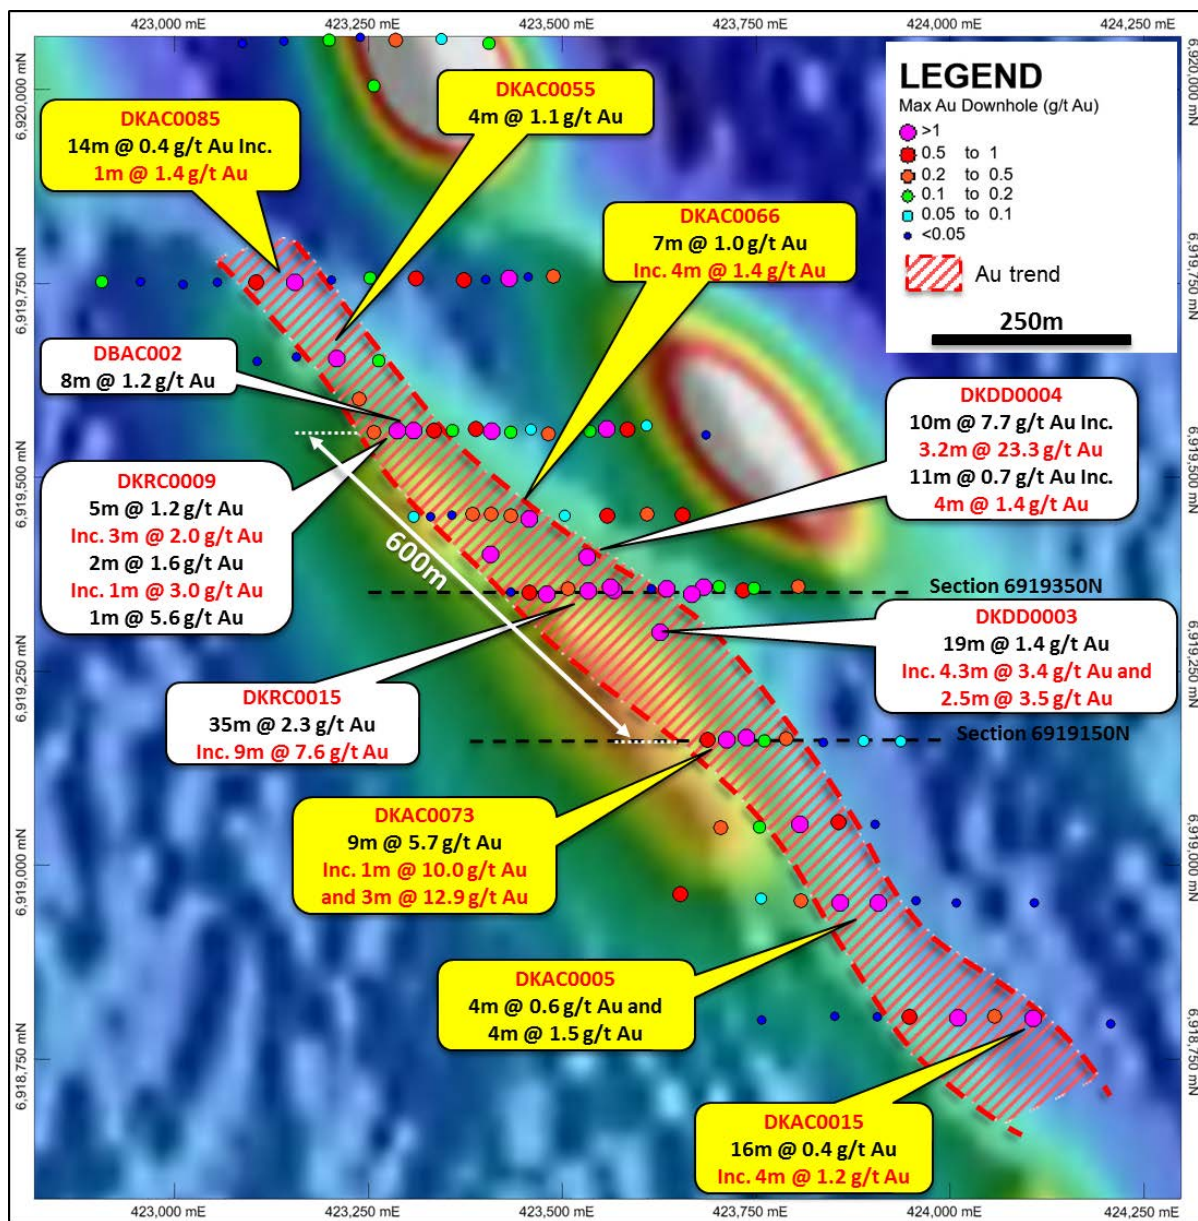 423,000 mE 423,250 mE 423,500 mE 423,750 mE 424,000 mE 424,250 mE
6,920,000 mN
6,919,750 mN
6,919,500 mN
6,919,250 mN
6,919,000 mN
6,918,750 mN
DKAC0085
14m @ 0.4 g/t Au Inc.
1m @ 1.4 g/t Au
DKAC0055
4m @ 1.1 g/t Au
DKAC0066
7m @ 1.0 g/t Au
Inc. 4m @ 1.4 g/t Au
LEGEND
Max Au Downhole (g/t Au)
>1
0.5 to 1
0.2 to 0.5
0.1 to 0.2
0.05 to 0.1
<0.05
Au trend
250m
DBAC002
8m @ 1.2 g/t Au
DKDD0004
10m @ 7.7 g/t Au Inc.
3.2m @ 23.3 g/t Au
11m @ 0.7 g/t Au Inc.
4m @ 1.4 g/t Au
DKRC0009
5m @ 1.2 g/t Au
Inc. 3m @ 2.0 g/t Au
2m @ 1.6 g/t Au
Inc. 1m @ 3.0 g/t Au
1m @ 5.6 g/t Au
600m
Section 6919350N
DKDD0003
19m @ 1.4 g/t Au
Inc. 4.3m @ 3.4 g/t Au and
2.5m @ 3.5 g/t Au
DKRC0015
35m @ 2.3 g/t Au
Inc. 9m @ 7.6 g/t Au
Section 6919150N
DKAC0073
9m @ 5.7 g/t Au
Inc. 1m @ 10.0 g/t Au
and 3m @ 12.9 g/t Au
DKAC0005
4m @ 0.6 g/t Au and
4m @ 1.5 g/t Au
DKAC0015
16m @ 0.4 g/t Au
Inc. 4m @ 1.2 g/t Au
6,920,000 mN
6,919,750 mN
6,919,500 mN
6,919,250 mN
6,919,000 mN
6,918,750 mN
423,000 mE 423,250 mE 423,500 mE 423,750 mE 424,000 mE 424,250 mE